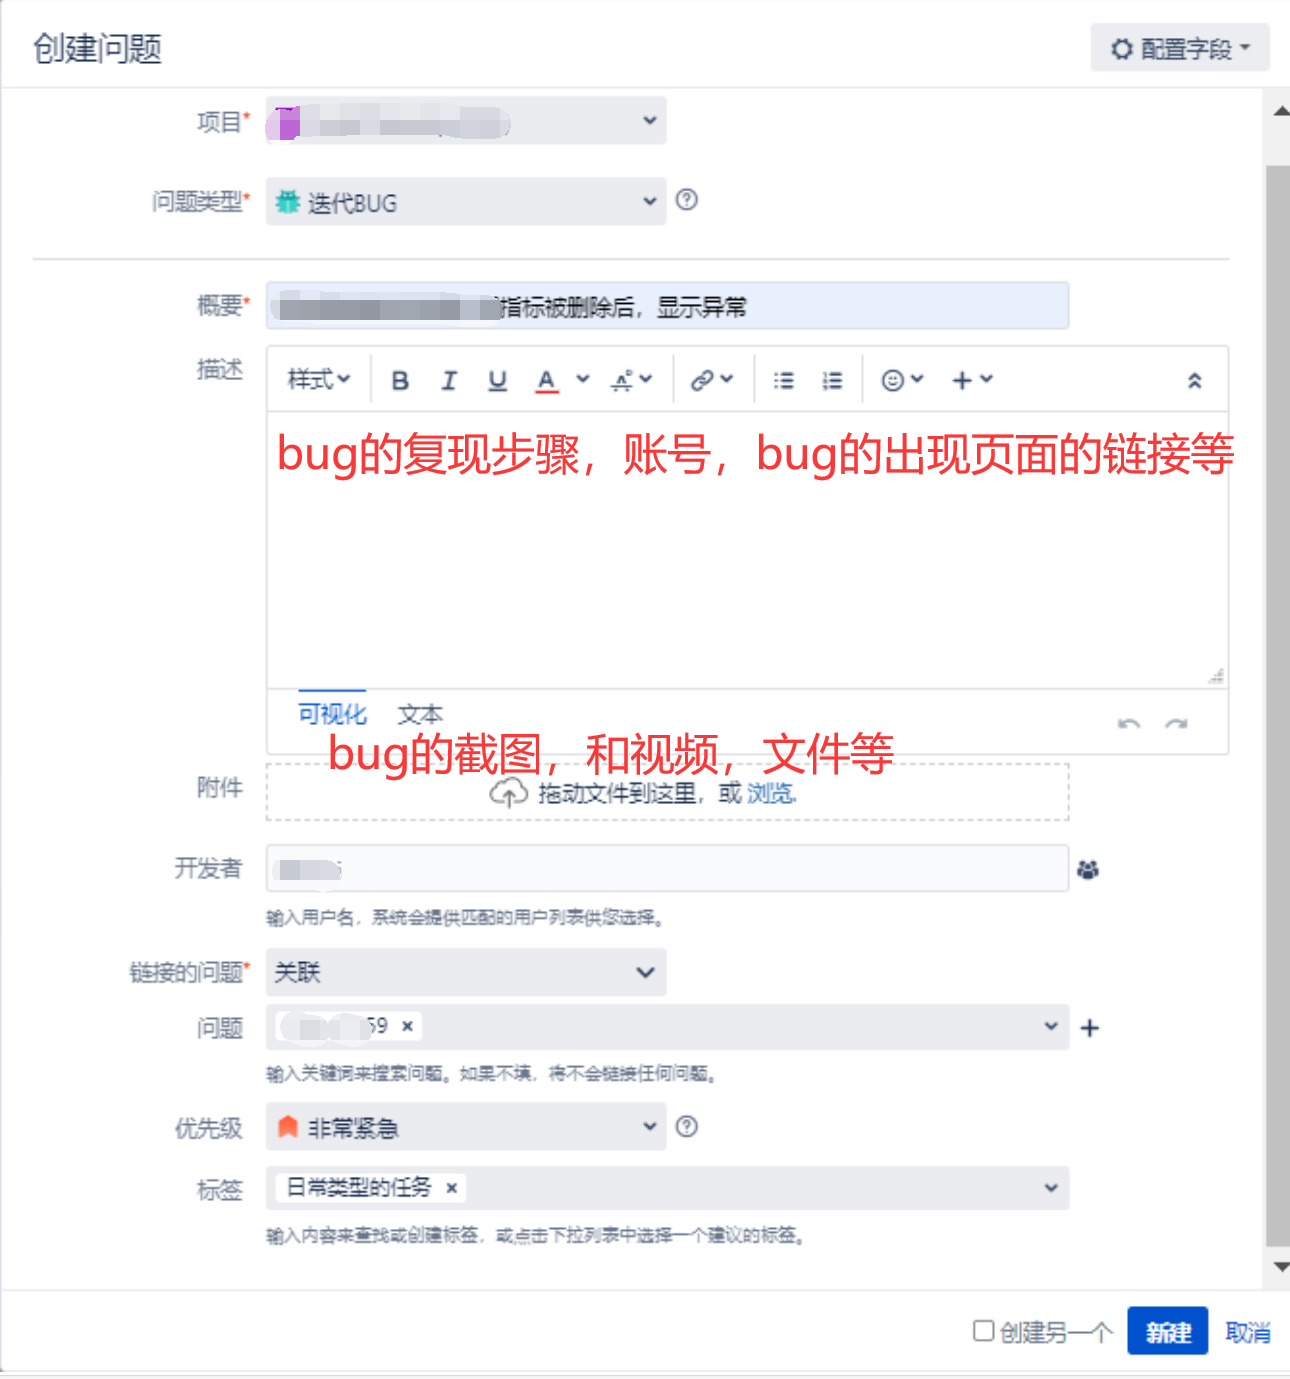 创建问题
配置字段
项目*
问题类型*
迭代BUG
概要*
指标被删除后，显示异常
描述
样式
B I U A
bug的复现步骤，账号，bug的出现页面的链接等
可视化 文本
bug的截图，和视频，文件等
附件
拖动文件到这里，或 浏览.
开发者
输入用户名，系统会提供匹配的用户列表供您选择。
链接的问题*
关联
问题
59 ×
输入关键词来搜索问题。如果不填，将不会链接任何问题。
优先级
非常紧急
标签
日常类型的任务 ×
输入内容来查找或创建标签，或点击下拉列表中选择一个建议的标签。
创建另一个
新建
取消